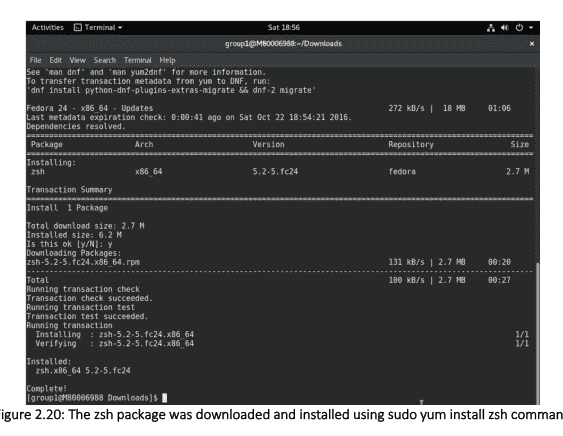 Activities Terminal Sat 18:56
group1@M80006988:~/Downloads ×
File Edit View Search Terminal Help
See 'man dnf' and 'man yum2dnf' for more information.
To transfer transaction metadata from yum to DNF, run:
'dnf install python-dnf-plugins-extras-migrate && dnf-2 migrate'
Fedora 24 - x86_64 - Updates 272 kB/s | 18 MB 01:06
Last metadata expiration check: 0:00:41 ago on Sat Oct 22 18:54:21 2016.
Dependencies resolved.
Package Arch Version Repository Size
Installing:
zsh x86_64 5.2-5.fc24 fedora 2.7 M
Transaction Summary
Install 1 Package
Total download size: 2.7 M
Installed size: 6.2 M
Is this ok [y/N]: y
Downloading Packages:
zsh-5.2-5.fc24.x86_64.rpm 131 kB/s | 2.7 MB 00:20
Total 100 kB/s | 2.7 MB 00:27
Running transaction check
Transaction check succeeded.
Running transaction test
Transaction test succeeded.
Running transaction
Installing : zsh-5.2-5.fc24.x86_64 1/1
Verifying : zsh-5.2-5.fc24.x86_64 1/1
Installed:
zsh.x86_64 5.2-5.fc24
Complete!
[group1@M80006988 Downloads]$
igure 2.20: The zsh package was downloaded and installed using sudo yum install zsh comman